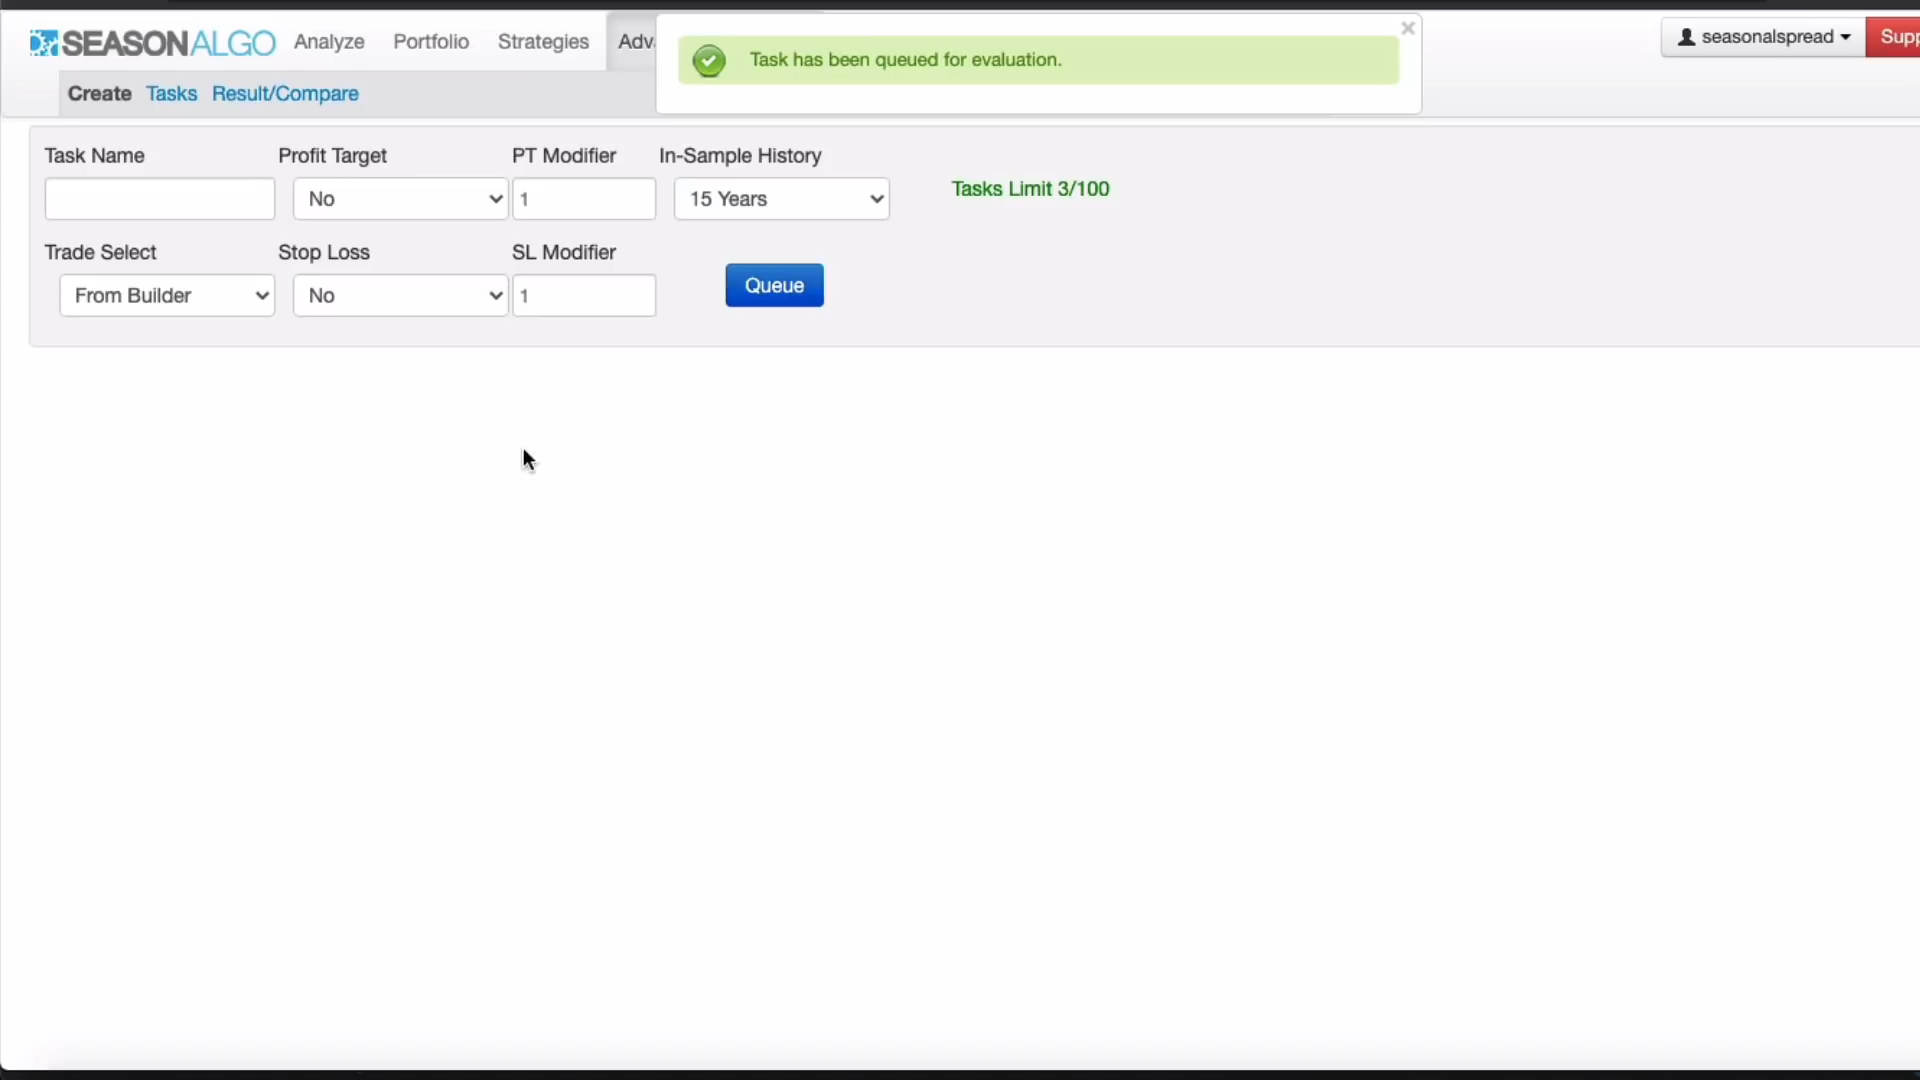 SEASONALGO Analyze Portfolio Strategies
Task has been queued for evaluation.
×
seasonalspread
Create Tasks Result/Compare
Task Name Profit Target PT Modifier In-Sample History
No 1 15 Years
Tasks Limit 3/100
Trade Select Stop Loss SL Modifier
From Builder No 1
Queue